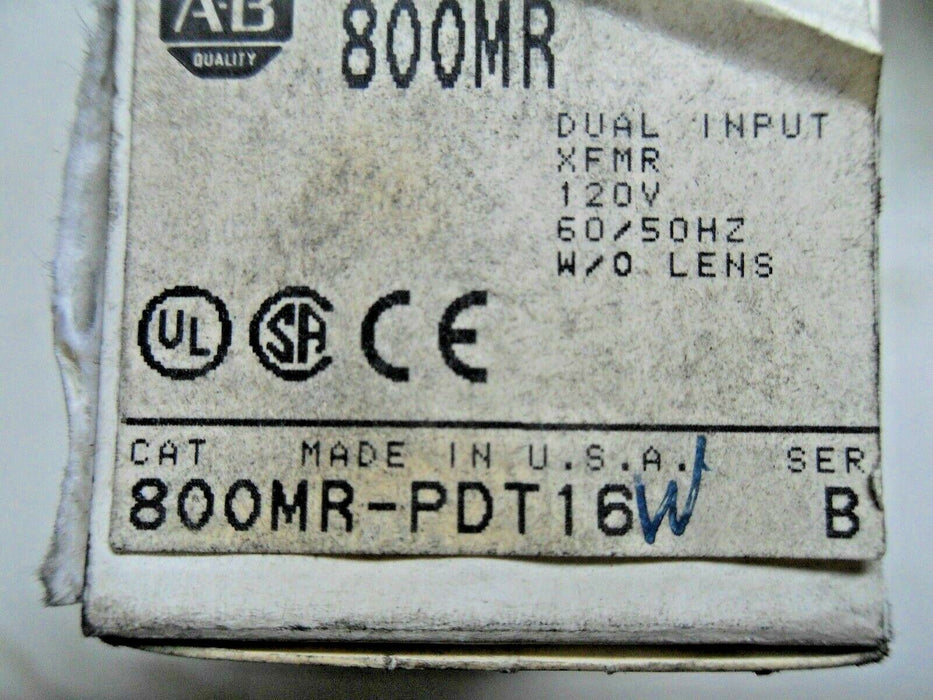 A-B
QUALITY
800MR
DUAL INPUT
XFMR
120V
60/50HZ
W/O LENS
UL SA CE
CAT MADE IN U.S.A. SER
800MR-PDT16W B